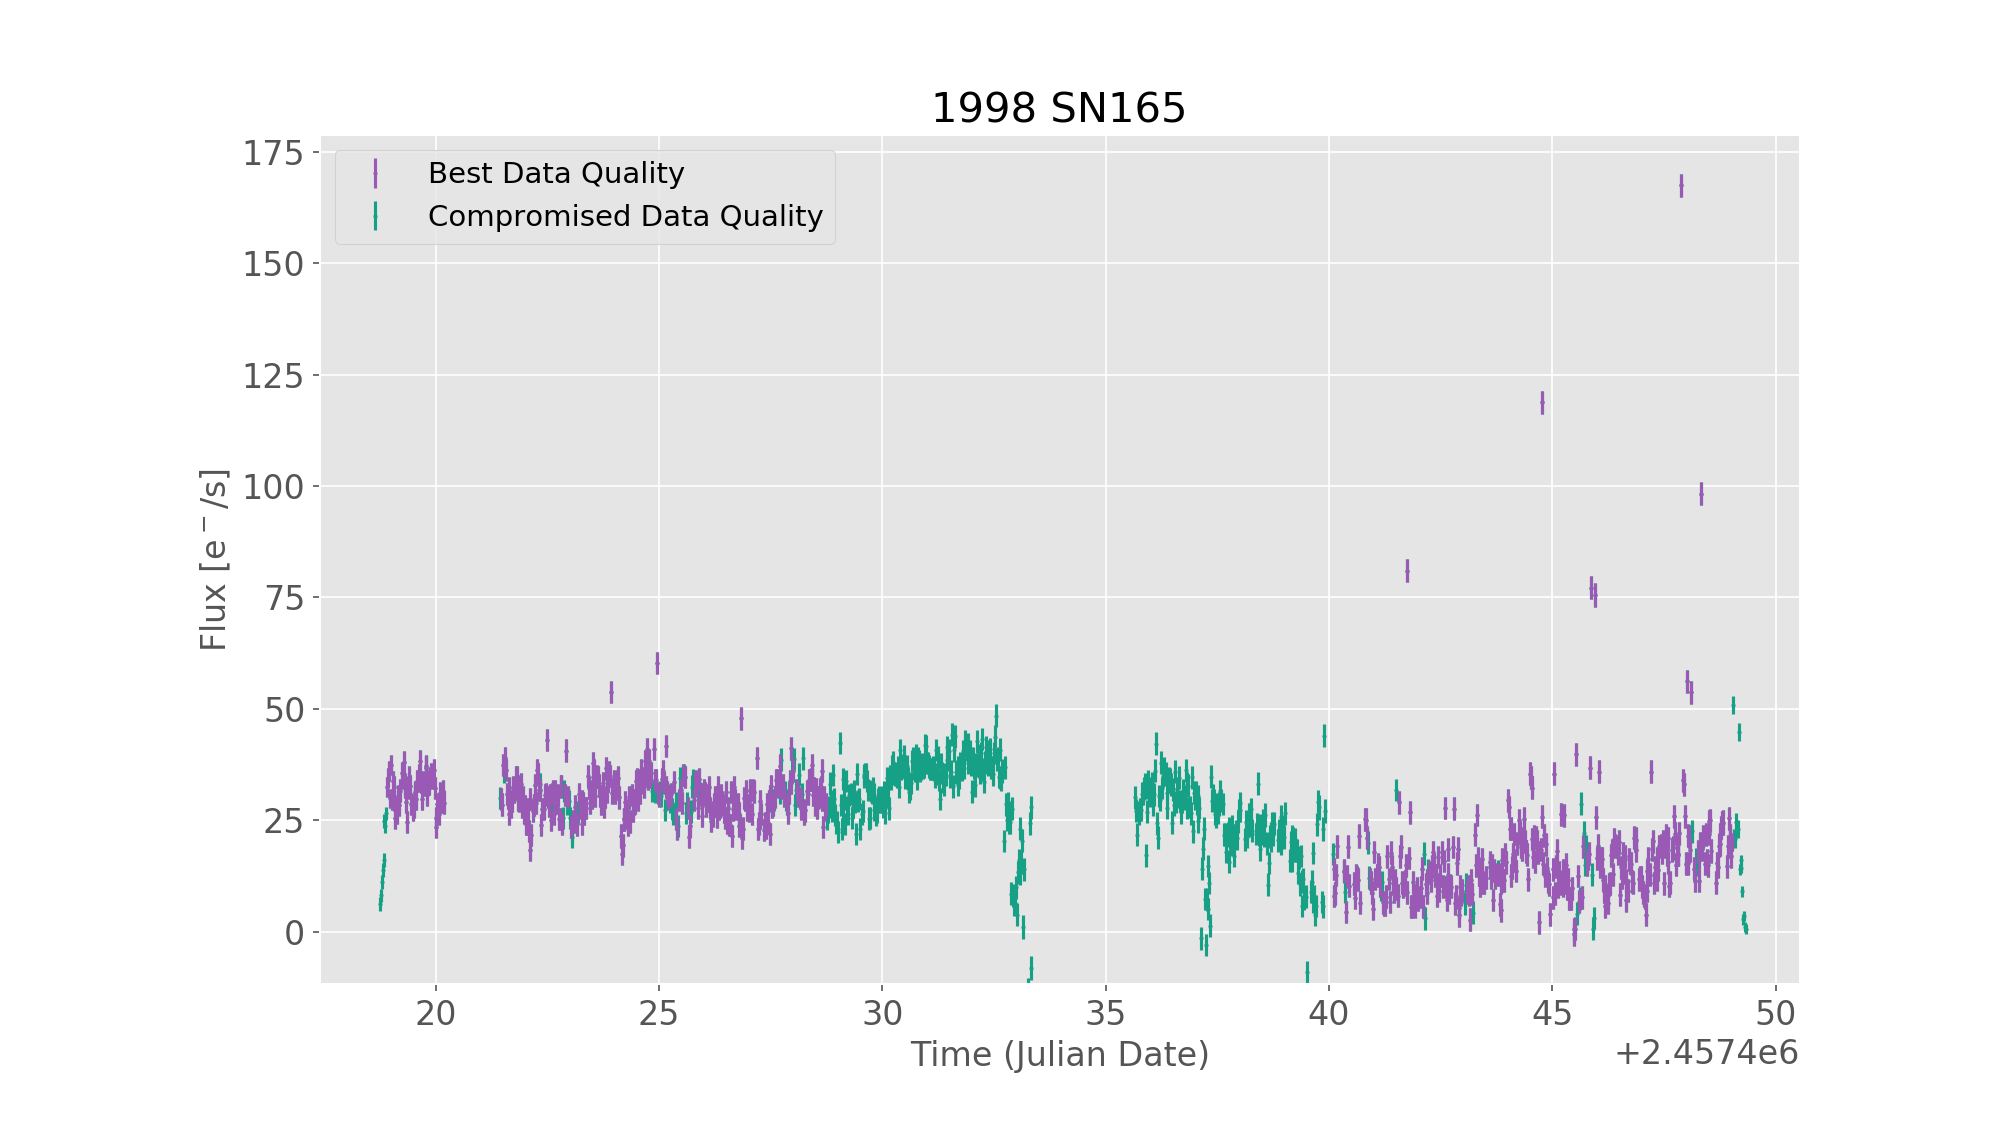 1998 SN165
Best Data Quality
Compromised Data Quality
175
150
125
100
75
50
25
0
Flux [e⁻/s]
20 25 30 35 40 45 50
Time (Julian Date)
+2.4574e6